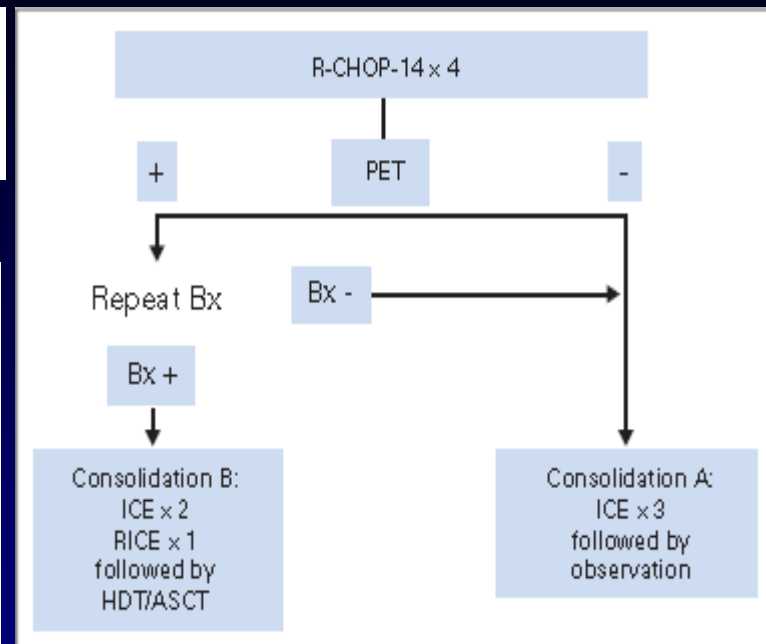 R-CHOP-14 x 4
+
PET
-
Repeat Bx
Bx -
Bx +
Consolidation B:
ICE x 2
RICE x 1
followed by
HDT/ASCT
Consolidation A:
ICE x 3
followed by
observation